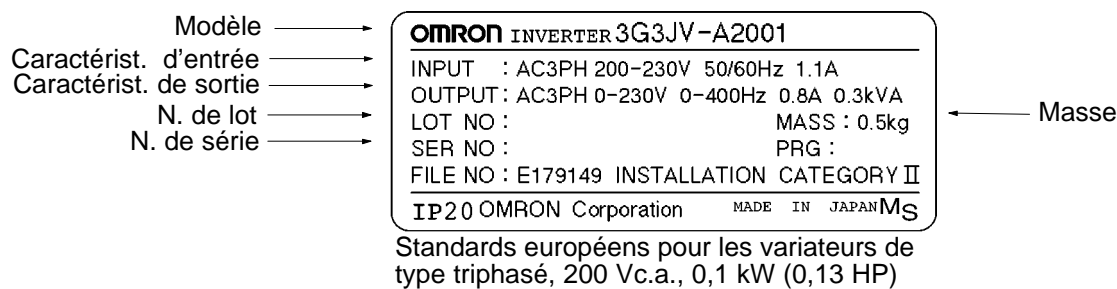 Modèle
Caractérist. d'entrée
Caractérist. de sortie
N. de lot
N. de série
OMRON INVERTER 3G3JV-A2001
INPUT : AC3PH 200-230V 50/60Hz 1.1A
OUTPUT : AC3PH 0-230V 0-400Hz 0.8A 0.3kVA
LOT NO : MASS : 0.5kg
SER NO : PRG :
FILE NO : E179149 INSTALLATION CATEGORY II
IP20 OMRON Corporation MADE IN JAPAN MS
Masse
Standards européens pour les variateurs de
type triphasé, 200 Vc.a., 0,1 kW (0,13 HP)